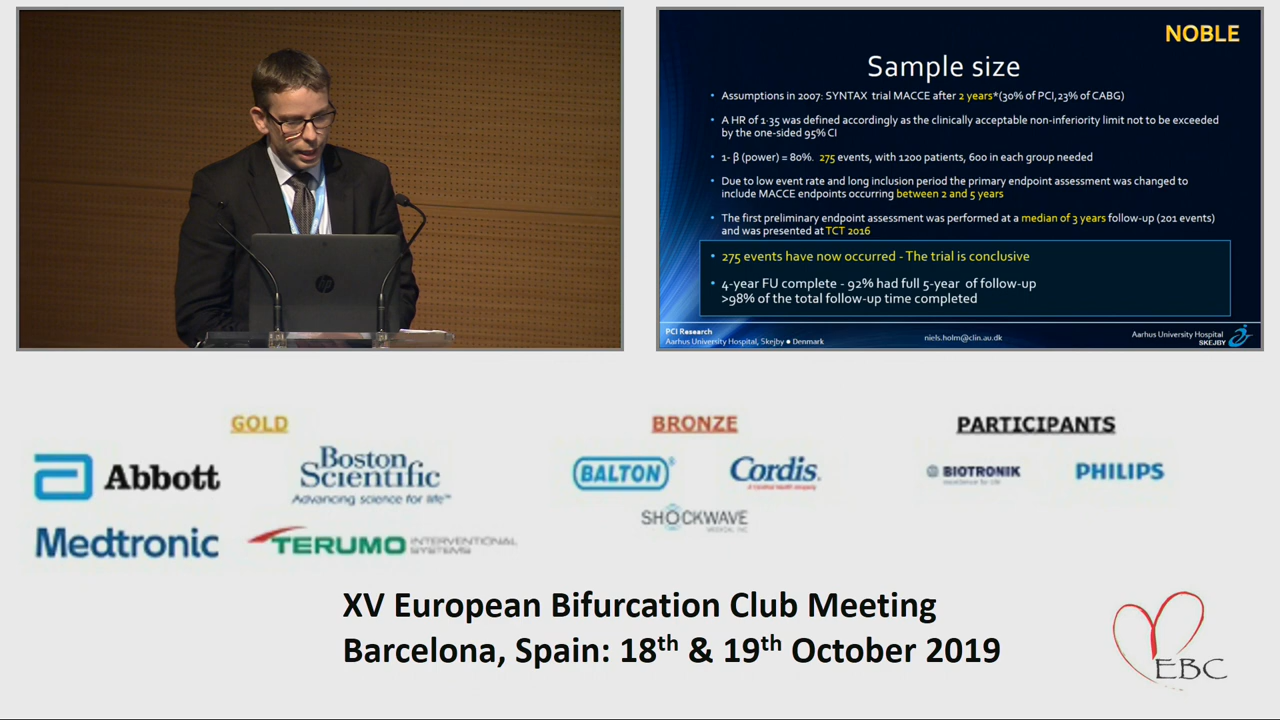 NOBLE
Sample size
• Assumptions in 2007: SYNTAX trial MACCE after 2 years*(30% of PCI,23% of CABG)
• A HR of 1·35 was defined accordingly as the clinically acceptable non-inferiority limit not to be exceeded
by the one-sided 95% CI
• 1- β (power) = 80%. 275 events, with 1200 patients, 600 in each group needed
• Due to low event rate and long inclusion period the primary endpoint assessment was changed to
include MACCE endpoints occurring between 2 and 5 years
• The first preliminary endpoint assessment was performed at a median of 3 years follow-up (201 events)
and was presented at TCT 2016
• 275 events have now occurred - The trial is conclusive
• 4-year FU complete - 92% had full 5-year of follow-up
>98% of the total follow-up time completed
PCI Research
Aarhus University Hospital, Skejby ● Denmark
niels.holm@clin.au.dk
Aarhus University Hospital
SKEJBY
hp
GOLD
Abbott
Boston
Scientific
Advancing science for life™
Medtronic
TERUMO INTERVENTIONAL
SYSTEMS
BRONZE
BALTON®
Cordis.
SHOCKWAVE
PARTICIPANTS
BIOTRONIK
excellence for life
PHILIPS
XV European Bifurcation Club Meeting
Barcelona, Spain: 18th & 19th October 2019
EBC